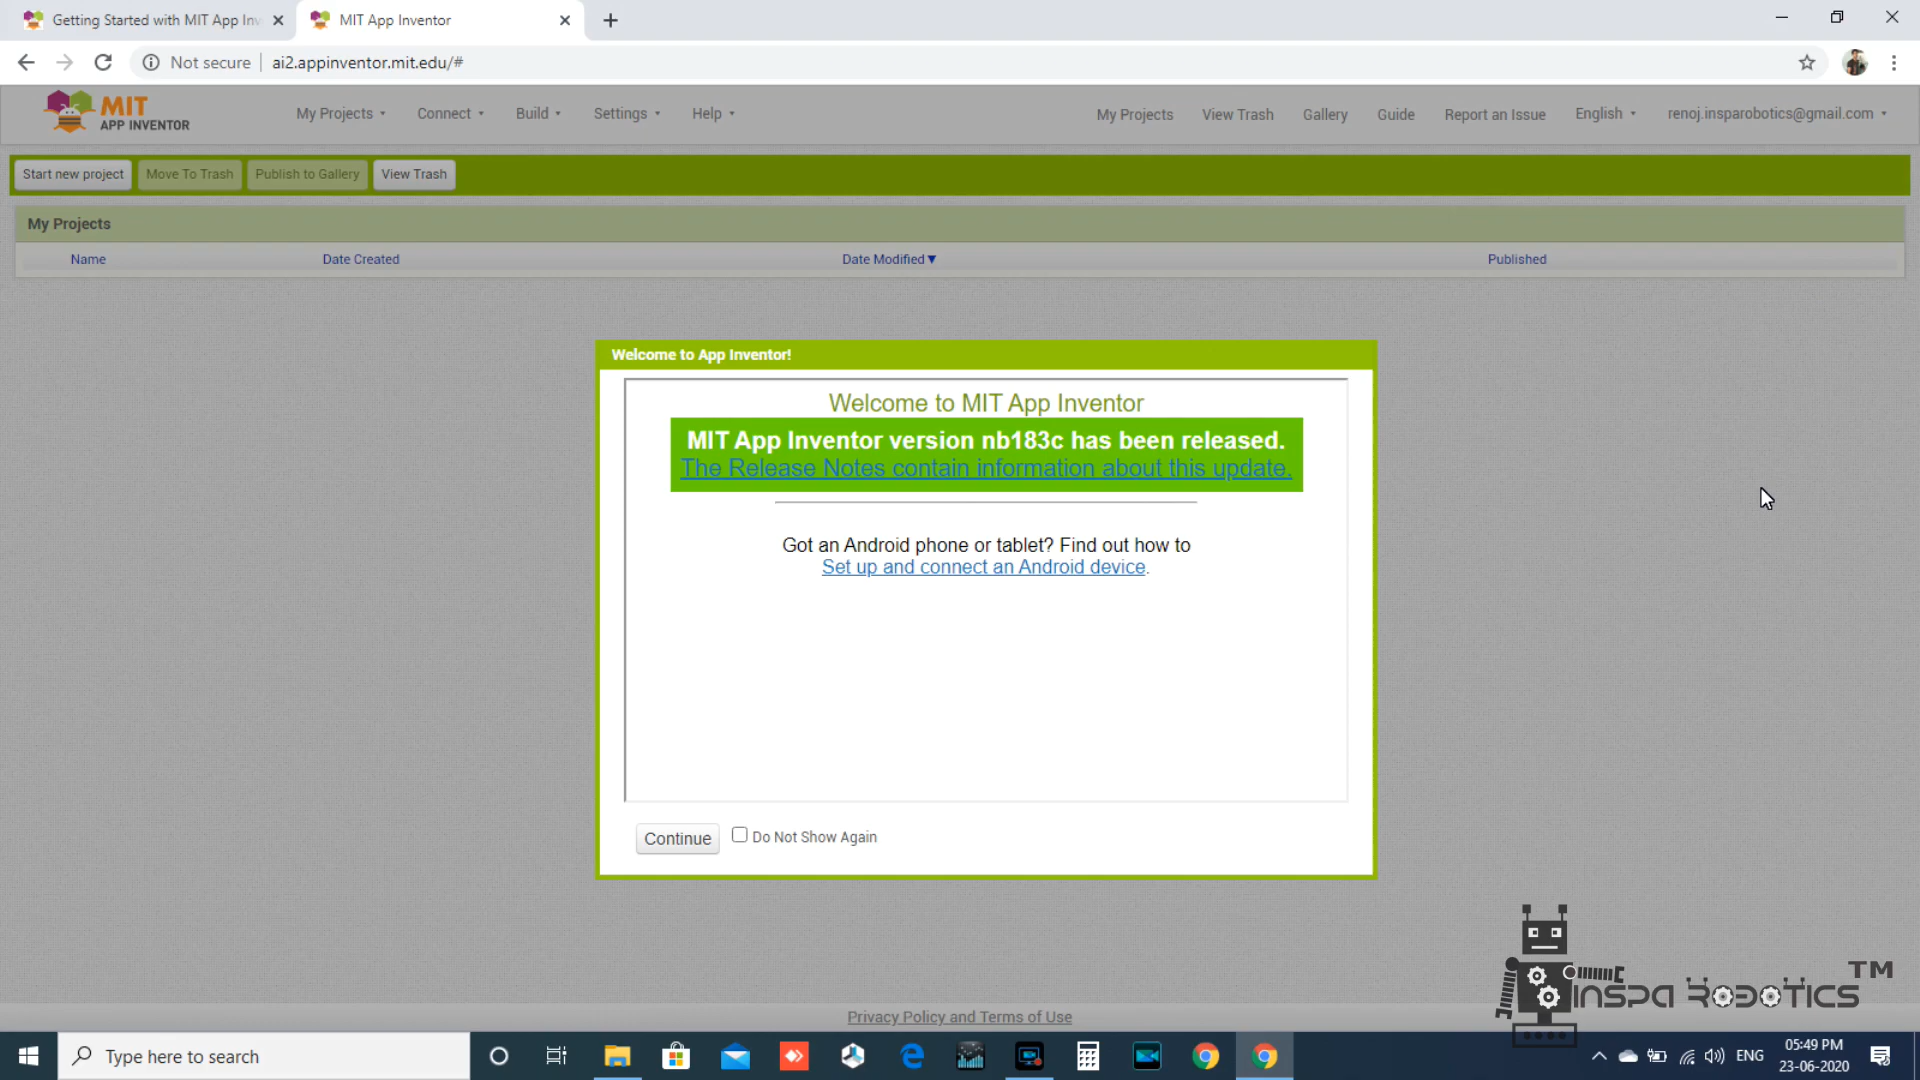 Getting Started with MIT App Inv
MIT App Inventor
Not secure
ai2.appinventor.mit.edu/#
MIT
APP INVENTOR
My Projects
Connect
Build
Settings
Help
My Projects
View Trash
Gallery
Guide
Report an Issue
English
renoj.insparobotics@gmail.com
Start new project
Move To Trash
Publish to Gallery
View Trash
My Projects
Name
Date Created
Date Modified▼
Published
Welcome to App Inventor!
Welcome to MIT App Inventor
MIT App Inventor version nb183c has been released.
The Release Notes contain information about this update.
Got an Android phone or tablet? Find out how to
Set up and connect an Android device.
Continue
Do Not Show Again
INSPA ROBOTICS TM
Privacy Policy and Terms of Use
Type here to search
ENG
05:49 PM
23-06-2020